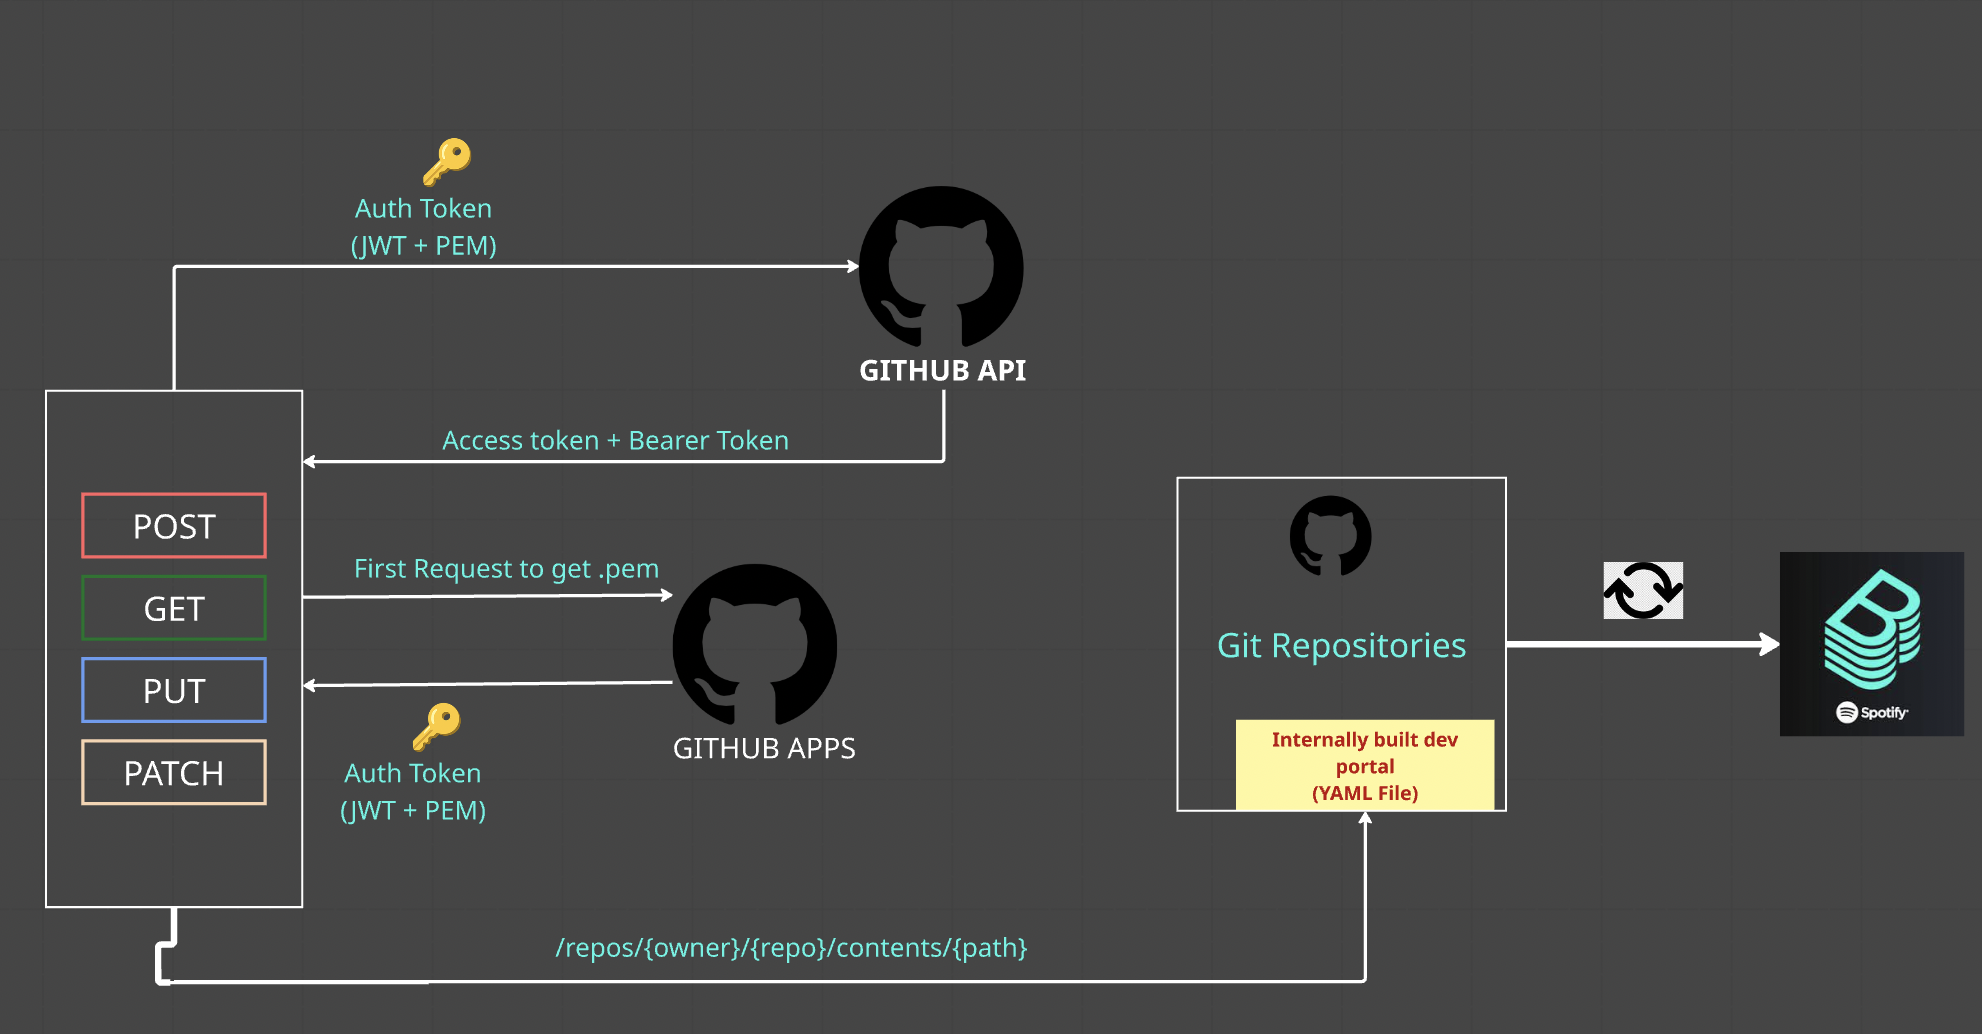 Auth Token
(JWT + PEM)
GITHUB API
Access token + Bearer Token
POST
GET
PUT
PATCH
First Request to get .pem
GITHUB APPS
Auth Token
(JWT + PEM)
Git Repositories
Internally built dev
portal
(YAML File)
Spotify
/repos/{owner}/{repo}/contents/{path}